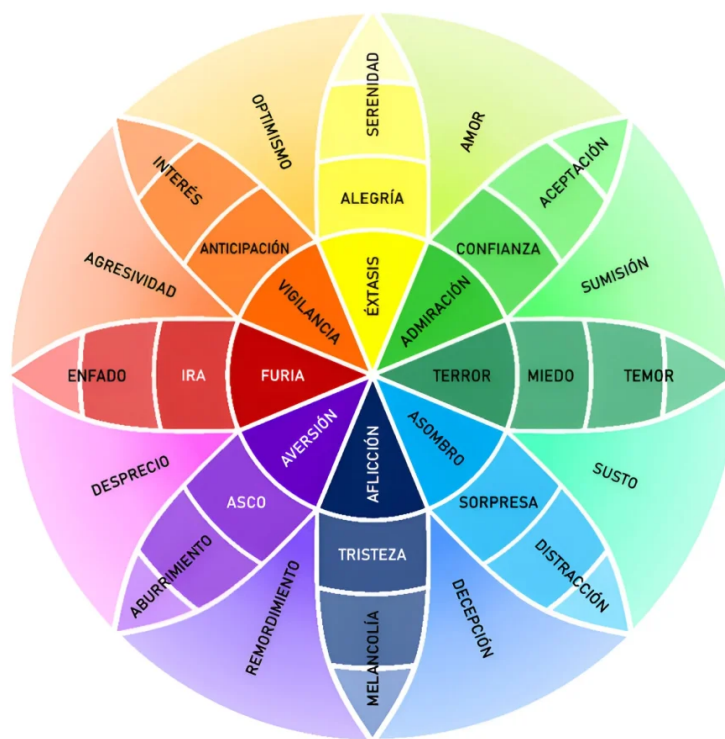 SERENIDAD
OPTIMISMO
AMOR
INTERÉS
ACEPTACIÓN
ALEGRÍA
ANTICIPACIÓN
CONFIANZA
AGRESIVIDAD
SUMISIÓN
VIGILANCIA
ÉXTASIS
ADMIRACIÓN
ENFADO
IRA
FURIA
TERROR
MIEDO
TEMOR
AVERSIÓN
AFLICCIÓN
ASOMBRO
DESPRECIO
SUSTO
ASCO
SORPRESA
ABURRIMIENTO
TRISTEZA
DISTRACCIÓN
REMORDIMIENTO
DECEPCIÓN
MELANCOLÍA